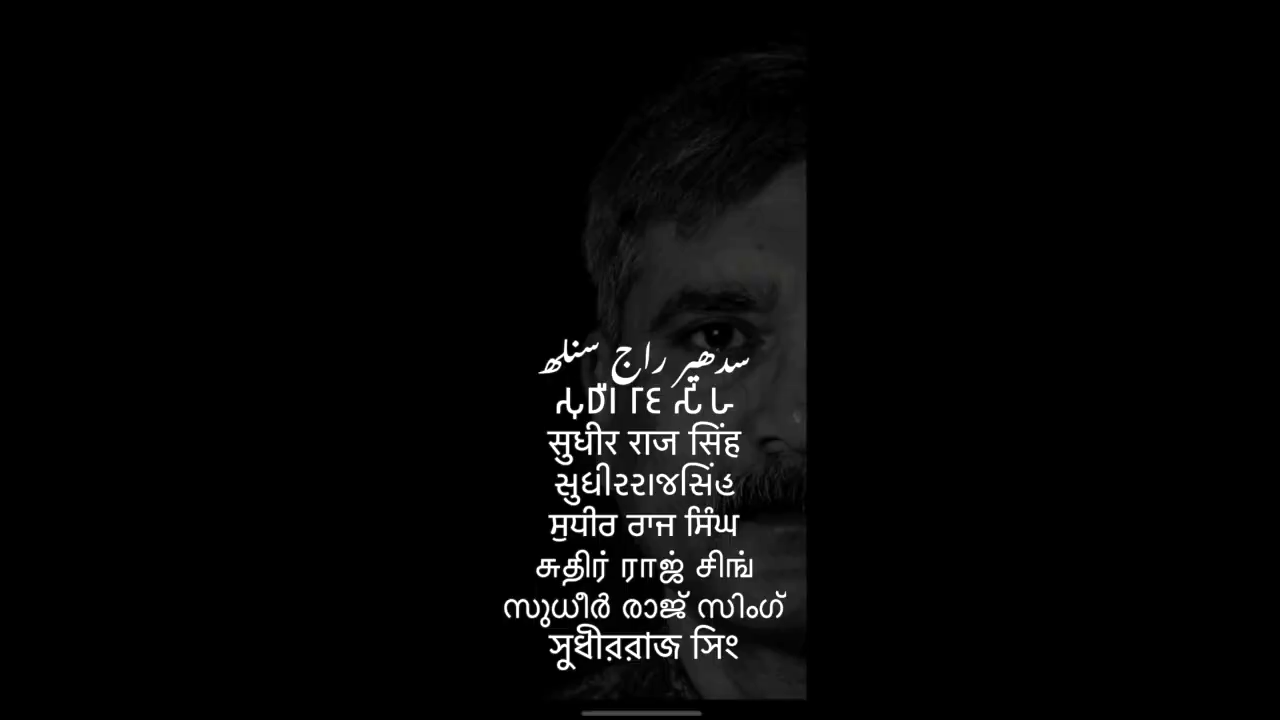 سدھیر راج سنلھ
सुधीर राज सिंह
સુધીરરાજસિંહ
ਸੁਧੀਰ ਰਾਜ ਸਿੰਘ
சுதிர் ராஜ் சிங்
സുധീർ രാജ് സിംഗ്
সুধীররাজ সিং